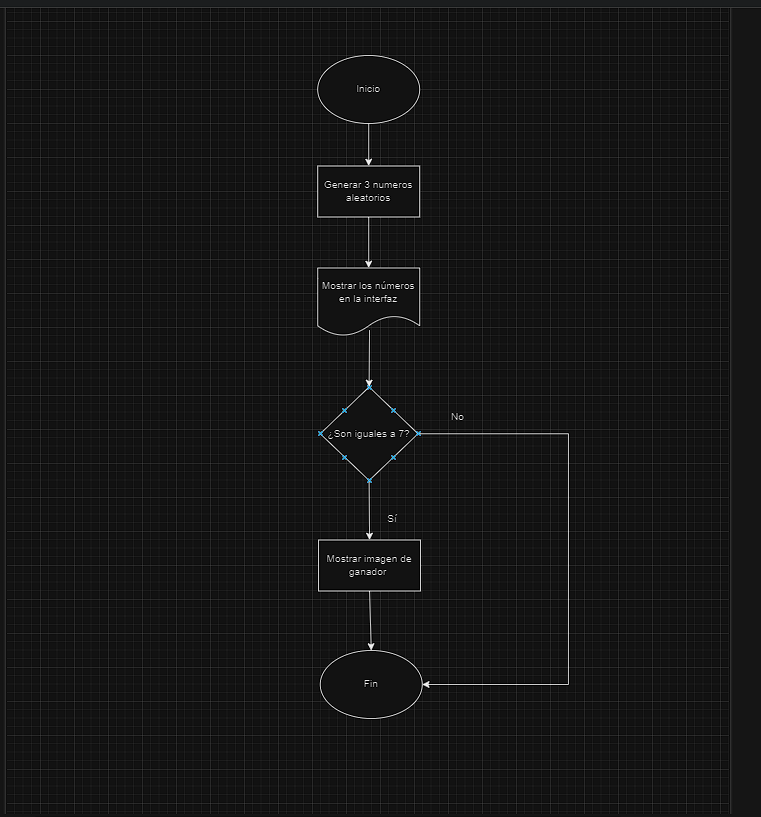 Inicio
Generar 3 numeros
aleatorios
Mostrar los números
en la interfaz
¿Son iguales a 7?
No
Sí
Mostrar imagen de
ganador
Fin